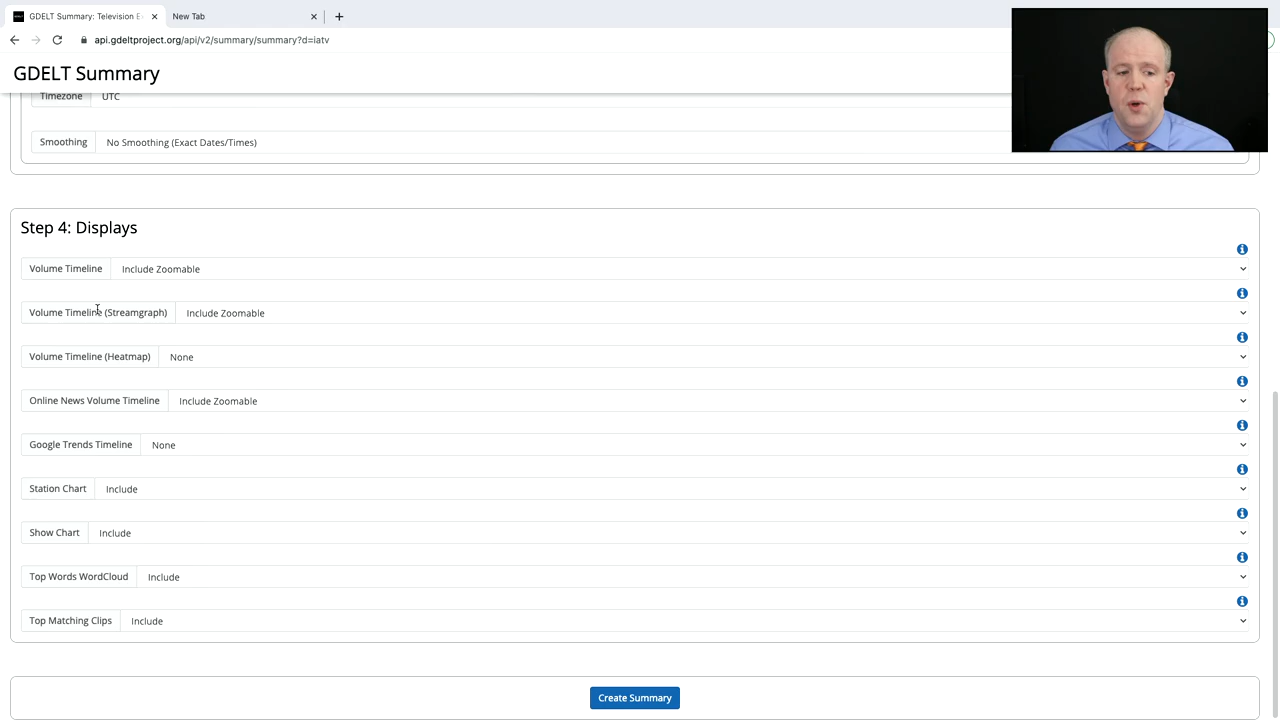 GDELT Summary: Television E
New Tab
api.gdeltproject.org/api/v2/summary/summary?d=iatv
GDELT Summary
Timezone UTC
Smoothing No Smoothing (Exact Dates/Times)
Step 4: Displays
Volume Timeline Include Zoomable
Volume Timeline (Streamgraph) Include Zoomable
Volume Timeline (Heatmap) None
Online News Volume Timeline Include Zoomable
Google Trends Timeline None
Station Chart Include
Show Chart Include
Top Words WordCloud Include
Top Matching Clips Include
Create Summary